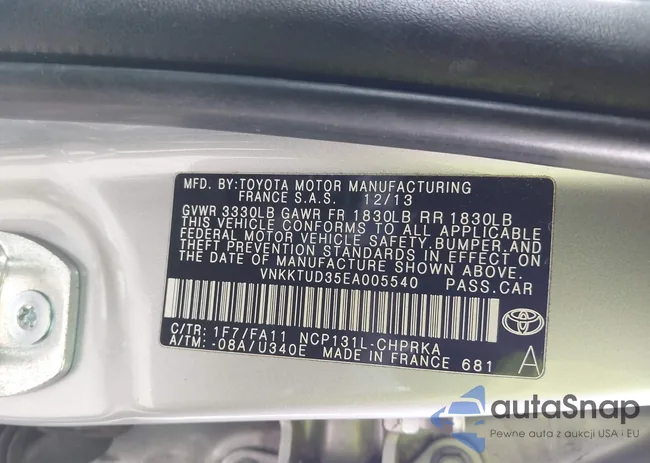 MFD. BY:TOYOTA MOTOR MANUFACTURING
FRANCE S.A.S. 12/13
GVWR 3330LB GAWR FR 1830LB RR 1830LB
THIS VEHICLE CONFORMS TO ALL APPLICABLE
FEDERAL MOTOR VEHICLE SAFETY,BUMPER,AND
THEFT PREVENTION STANDARDS IN EFFECT ON
THE DATE OF MANUFACTURE SHOWN ABOVE.
VNKKTUD35EA005540 PASS.CAR
C/TR: 1F7/FA11 NCP131L-CHPRKA
A/TM: -08A/U340E MADE IN FRANCE 681
A
autoSnap
Pewne auta z aukcji USA i EU